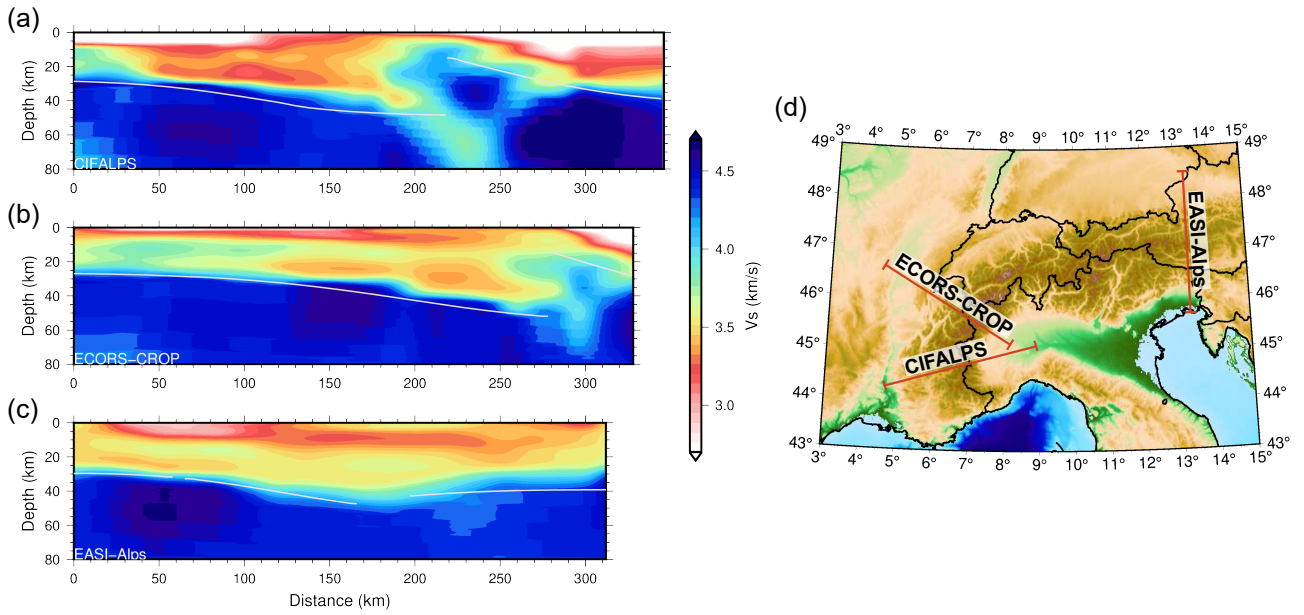 (a)
0
20
40
60
80
Depth (km)
CIFALPS
0 50 100 150 200 250 300
(b)
0
20
40
60
80
Depth (km)
ECORS-CROP
0 50 100 150 200 250 300
(c)
0
20
40
60
80
Depth (km)
EASI-Alps
0 50 100 150 200 250 300
Distance (km)
4.5
4.0
3.5
3.0
Vs (km/s)
(d)
3° 4° 5° 6° 7° 8° 9° 10° 11° 12° 13° 14° 15°
49° 49°
48° 48°
47° 47°
46° 46°
45° 45°
44° 44°
43° 43°
3° 4° 5° 6° 7° 8° 9° 10° 11° 12° 13° 14° 15°
EASI-Alps
ECORS-CROP
CIFALPS